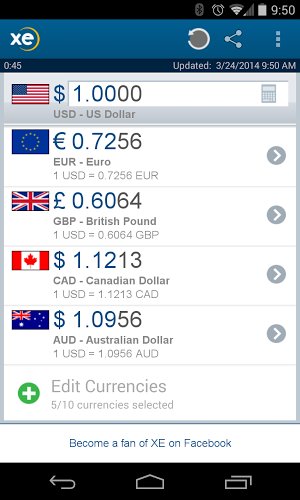 9:50
xe
0:45 Updated: 3/24/2014 9:50 AM
$ 1.0000
USD - US Dollar
€ 0.7256
EUR - Euro
1 USD = 0.7256 EUR
£ 0.6064
GBP - British Pound
1 USD = 0.6064 GBP
$ 1.1213
CAD - Canadian Dollar
1 USD = 1.1213 CAD
$ 1.0956
AUD - Australian Dollar
1 USD = 1.0956 AUD
Edit Currencies
5/10 currencies selected
Become a fan of XE on Facebook